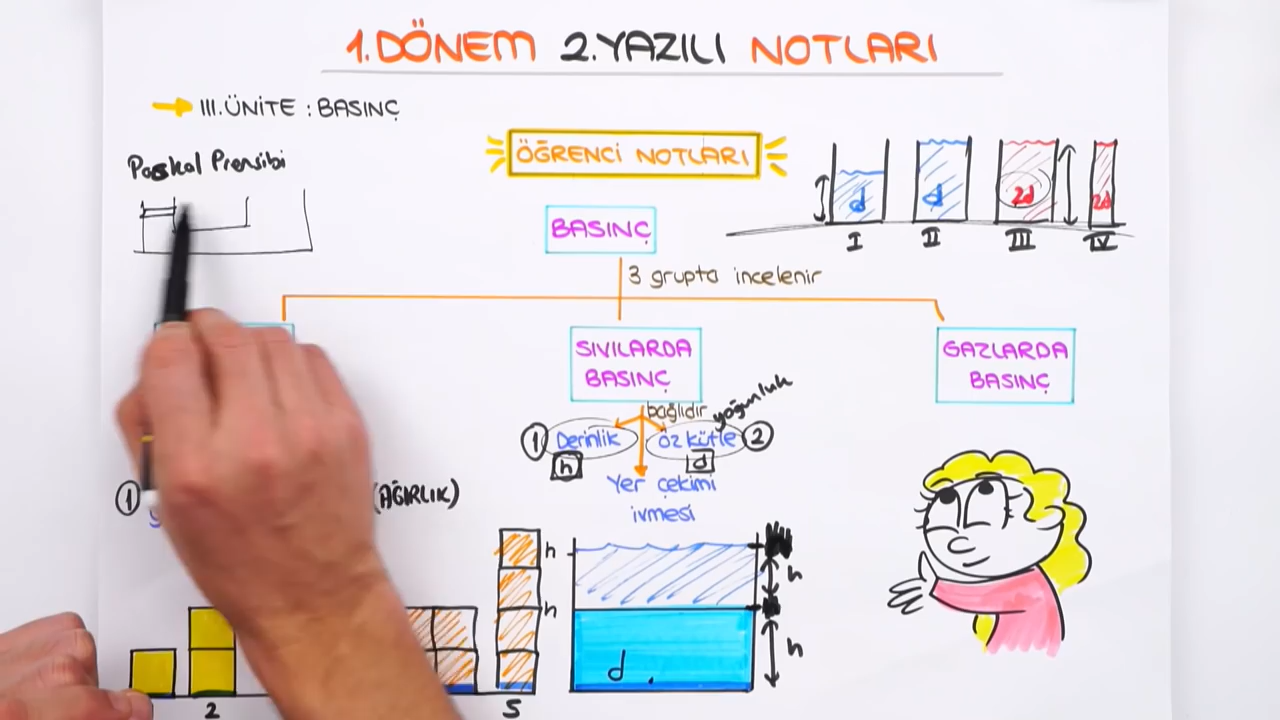 1.DÖNEM 2.YAZILI NOTLARI
III.ÜNİTE : BASINÇ
Paskal Prensibi
ÖĞRENCİ NOTLARI
d
d
2d
2d
I
II
III
IV
BASINÇ
3 grupta incelenir
SIVILARDA
BASINÇ
GAZLARDA
BASINÇ
bağlıdır
yoğunluk
1 Derinlik
Öz kütle 2
h
d
Yer çekimi
ivmesi
1
(AĞIRLIK)
h
h
h
h
d
2
5